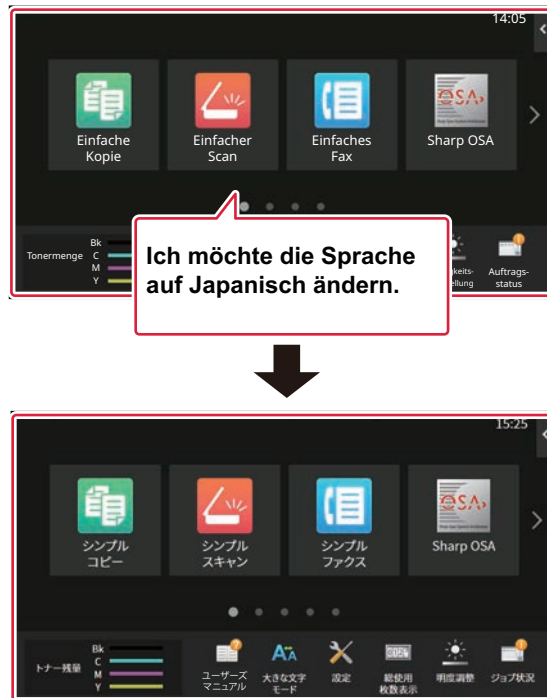 14:05
Einfache
Kopie
Einfacher
Scan
Einfaches
Fax
Sharp OSA
Tonermenge
Bk
C
M
Y
Auftrags-
status
Ich möchte die Sprache
auf Japanisch ändern.
15:25
シンプル
コピー
シンプル
スキャン
シンプル
ファクス
Sharp OSA
トナー残量
Bk
C
M
Y
ユーザーズ
マニュアル
大きな文字
モード
設定
総使用
枚数表示
明度調整
ジョブ状況